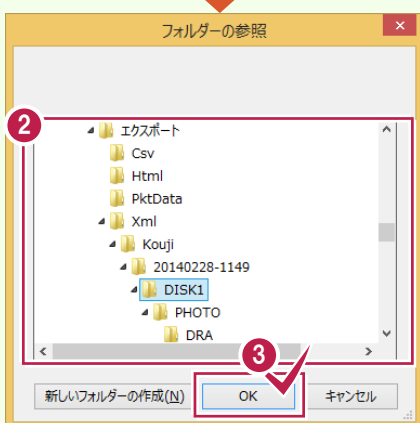 フォルダーの参照
2
エクスポート
Csv
Html
PktData
Xml
Kouji
20140228-1149
DISK1
PHOTO
DRA
3
新しいフォルダーの作成(N)
OK
キャンセル